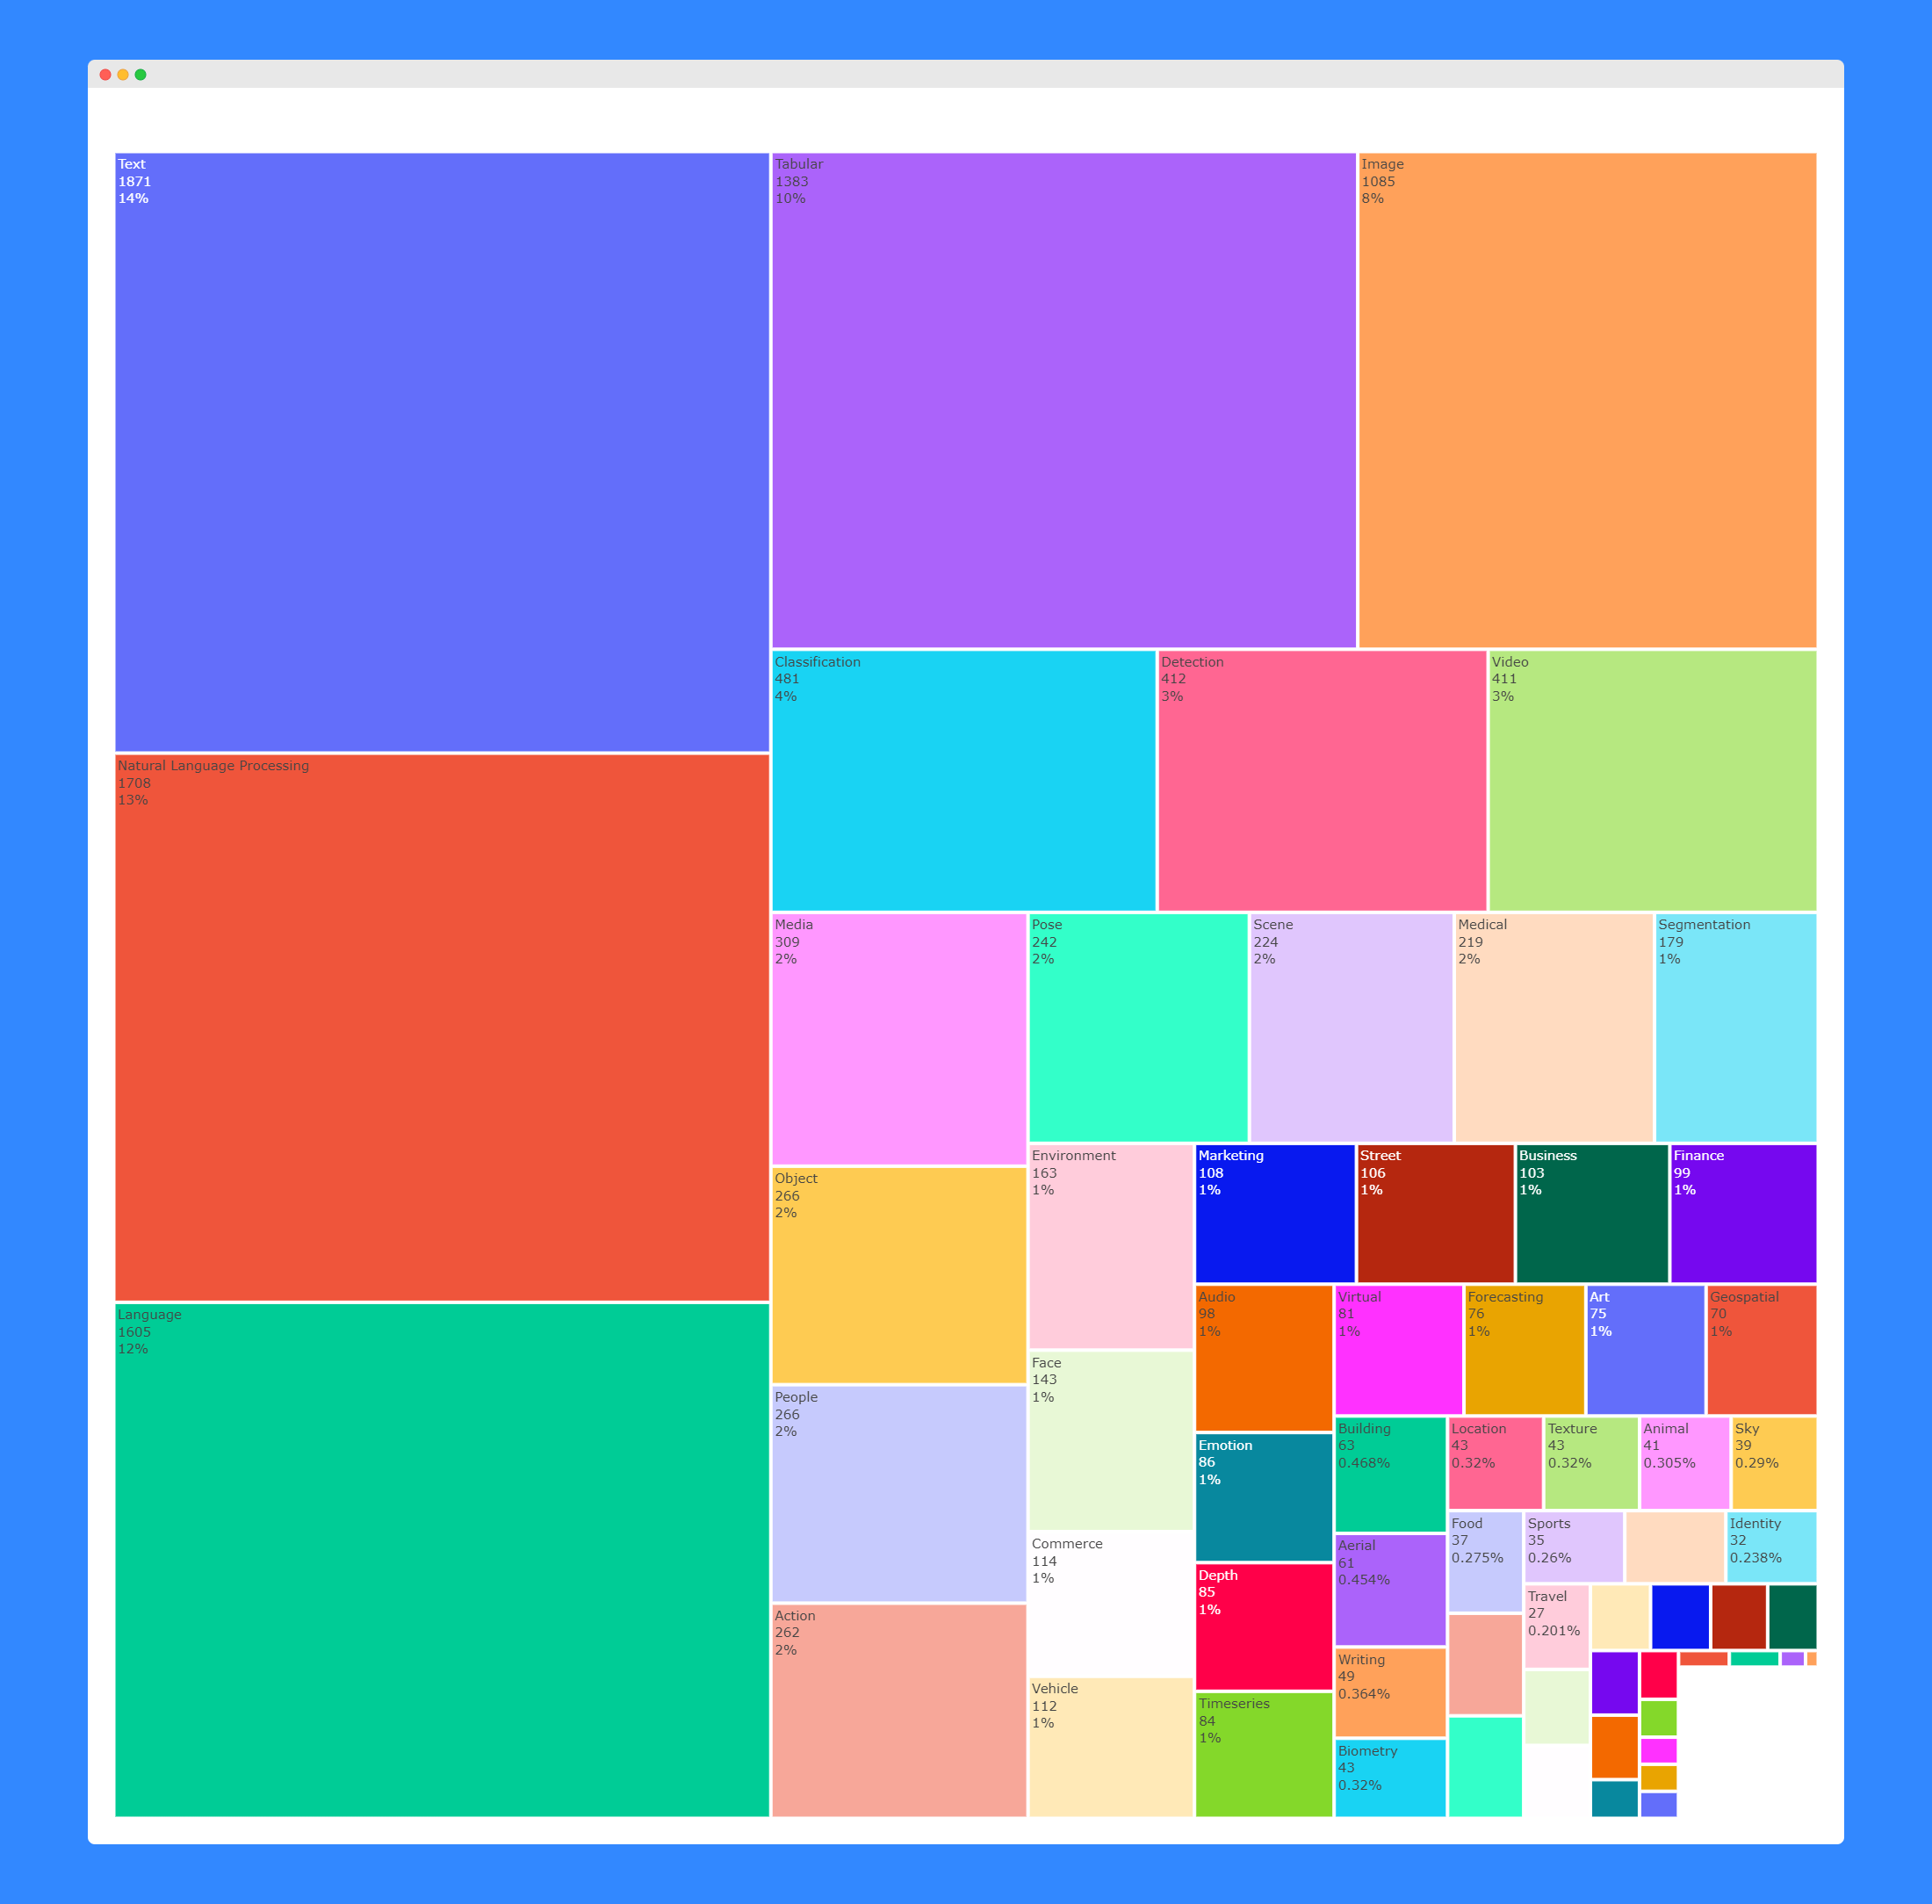 Text
1871
14%
Tabular
1383
10%
Image
1085
8%
Classification
481
4%
Detection
412
3%
Video
411
3%
Natural Language Processing
1708
13%
Media
309
2%
Pose
242
2%
Scene
224
2%
Medical
219
2%
Segmentation
179
1%
Environment
163
1%
Marketing
108
1%
Street
106
1%
Business
103
1%
Finance
99
1%
Object
266
2%
Audio
98
1%
Virtual
81
1%
Forecasting
76
1%
Art
75
1%
Geospatial
70
1%
Language
1605
12%
Face
143
1%
People
266
2%
Building
63
0.468%
Location
43
0.32%
Texture
43
0.32%
Animal
41
0.305%
Sky
39
0.29%
Emotion
86
1%
Food
37
0.275%
Sports
35
0.26%
Identity
32
0.238%
Commerce
114
1%
Aerial
61
0.454%
Depth
85
1%
Travel
27
0.201%
Action
262
2%
Writing
49
0.364%
Vehicle
112
1%
Timeseries
84
1%
Biometry
43
0.32%